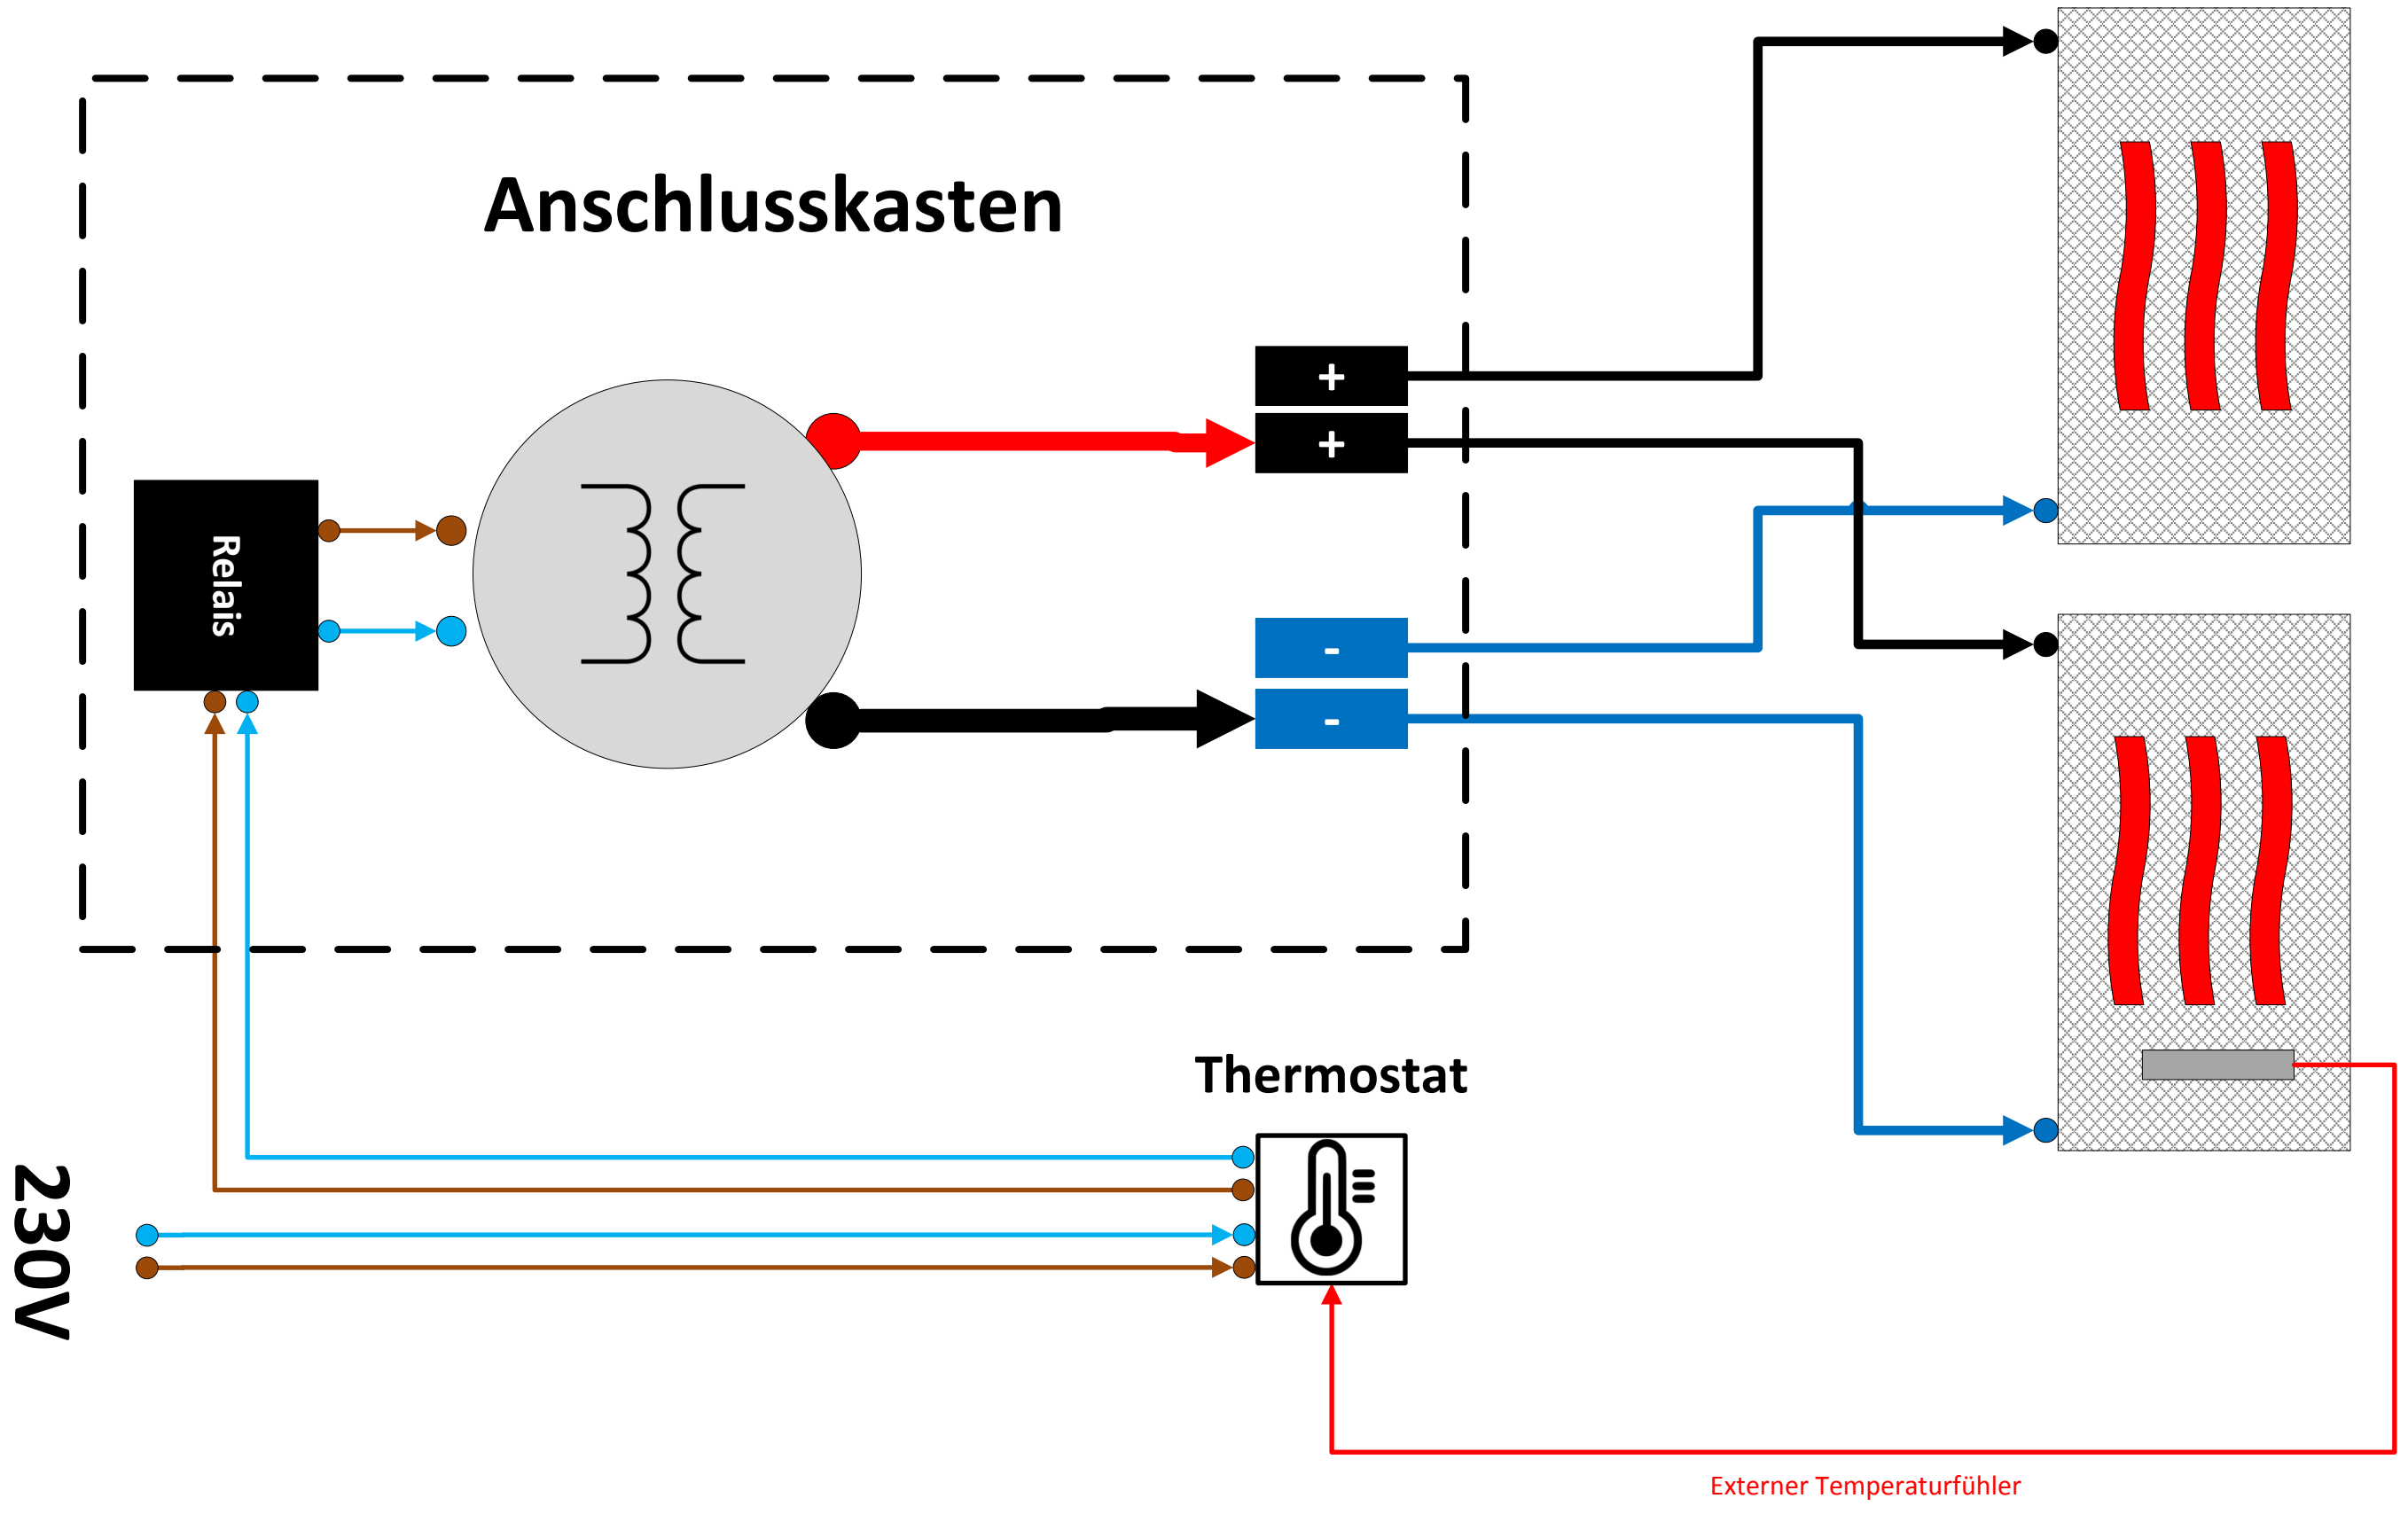 Anschlusskasten
+
+
Relais
-
-
Thermostat
230V
Externer Temperaturfühler